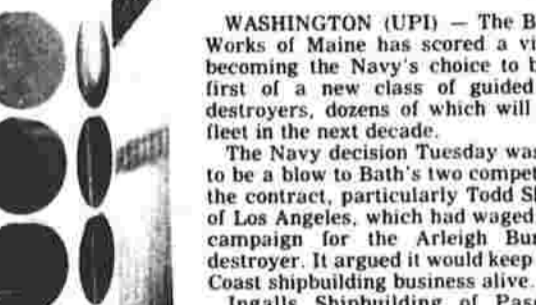 WASHINGTON (UPI) — The B
Works of Maine has scored a vi
becoming the Navy's choice to b
first of a new class of guided
destroyers, dozens of which will
fleet in the next decade.
The Navy decision Tuesday was
to be a blow to Bath's two compet
the contract, particularly Todd Sh
of Los Angeles, which had waged
campaign for the Arleigh Bur
destroyer. It argued it would keep
Coast shipbuilding business alive.
Ingalls Shipbuilding of Pasc